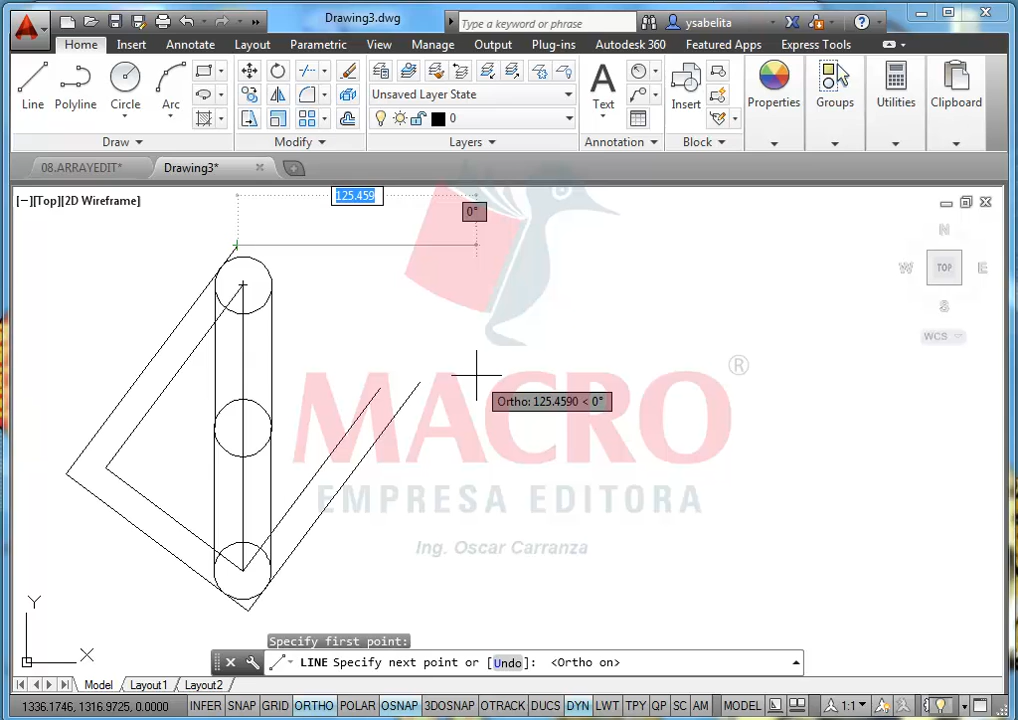 Drawing3.dwg
Type a keyword or phrase
ysabelita
Home Insert Annotate Layout Parametric View Manage Output Plug-ins Autodesk 360 Featured Apps Express Tools
Line Polyline Circle Arc
Unsaved Layer State
0
Text
Insert
Properties
Groups
Utilities
Clipboard
Draw
Modify
Layers
Annotation
Block
08.ARRAYEDIT*
Drawing3*
[−][Top][2D Wireframe]
125.459
0°
N
W
TOP
E
S
WCS
Ortho: 125.4590 < 0°
MACRO®
EMPRESA EDITORA
Ing. Oscar Carranza
Y
X
Specify first point:
LINE Specify next point or [Undo]: <Ortho on>
Model Layout1 Layout2
1336.1746, 1316.9725, 0.0000 INFER SNAP GRID ORTHO POLAR OSNAP 3DOSNAP OTRACK DUCS DYN LWT TPY QP SC AM MODEL 1:1